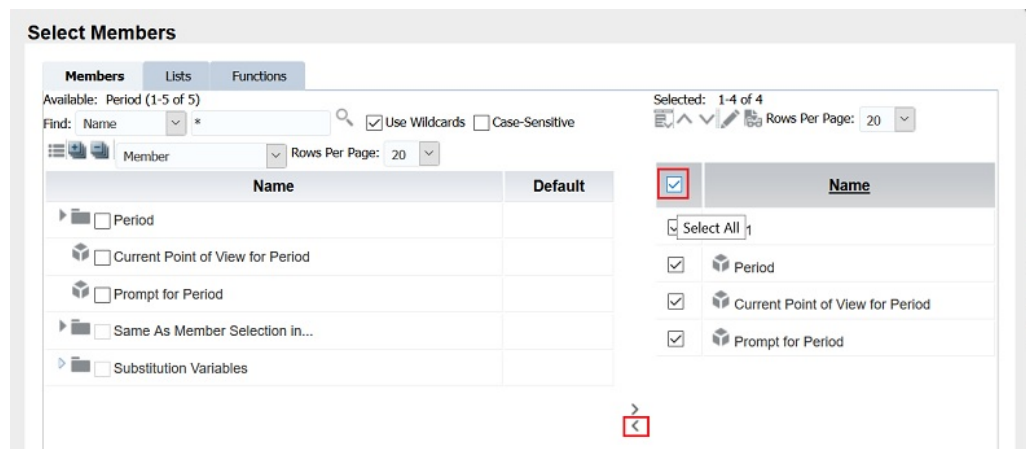 Select Members
Members Lists Functions
Available: Period (1-5 of 5)
Find: Name * Use Wildcards Case-Sensitive
Member Rows Per Page: 20
Name Default
Period
Current Point of View for Period
Prompt for Period
Same As Member Selection in...
Substitution Variables
Selected: 1-4 of 4
Rows Per Page: 20
Name
Select All 1
Period
Current Point of View for Period
Prompt for Period